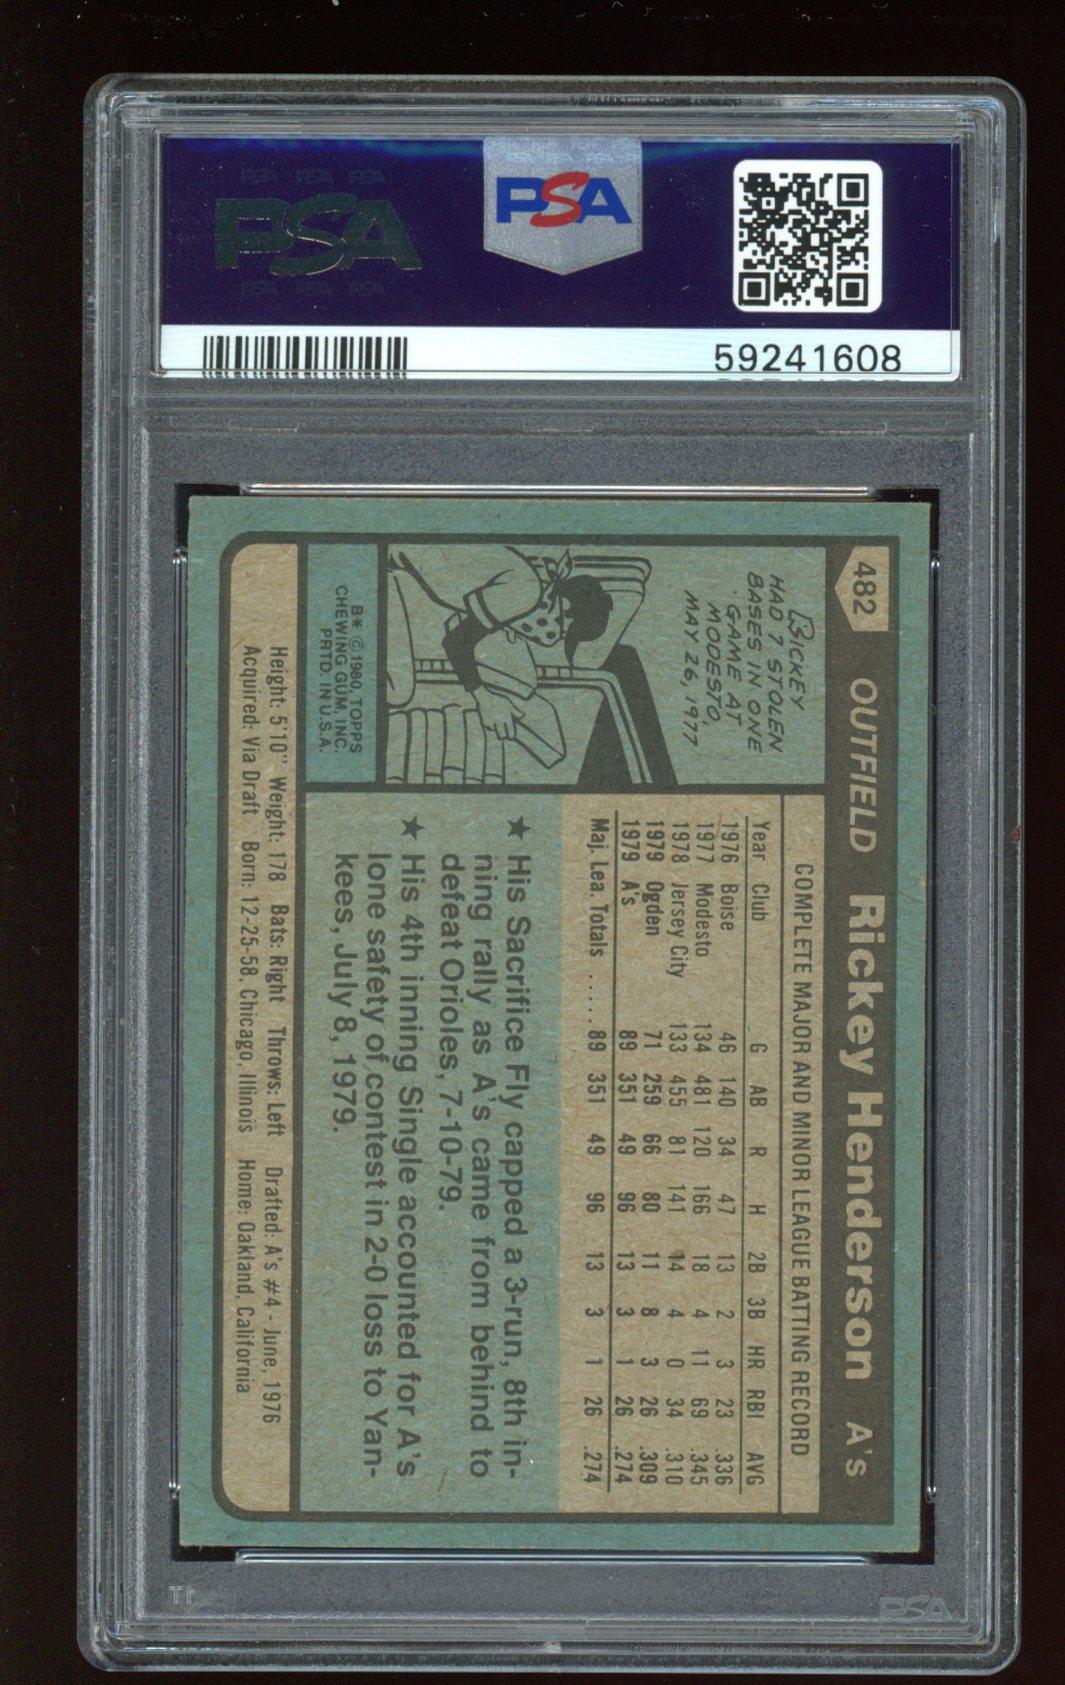 PSA
PSA
59241608
482 OUTFIELD Rickey Henderson A's
RICKEY
HAD 7 STOLEN
BASES IN ONE
GAME AT
MODESTO,
MAY 26, 1977
B* © 1980, TOPPS
CHEWING GUM, INC.
PRTD. IN U.S.A.
COMPLETE MAJOR AND MINOR LEAGUE BATTING RECORD
Year Club G AB R H 2B 3B HR RBI AVG
1976 Boise 46 140 34 47 13 2 3 23 .336
1977 Modesto 134 481 120 166 18 4 11 69 .345
1978 Jersey City 133 455 81 141 14 4 0 34 .310
1979 Ogden 71 259 66 80 11 8 3 26 .309
1979 A's 89 351 49 96 13 3 1 26 .274
Maj. Lea. Totals ...... 89 351 49 96 13 3 1 26 .274
★ His Sacrifice Fly capped a 3-run, 8th in-
ning rally as A's came from behind to
defeat Orioles, 7-10-79.
★ His 4th inning Single accounted for A's
lone safety of contest in 2-0 loss to Yan-
kees, July 8, 1979.
Height: 5'10" Weight: 178 Bats: Right Throws: Left Drafted: A's #4 - June, 1976
Acquired: Via Draft Born: 12-25-58, Chicago, Illinois Home: Oakland, California
PSA